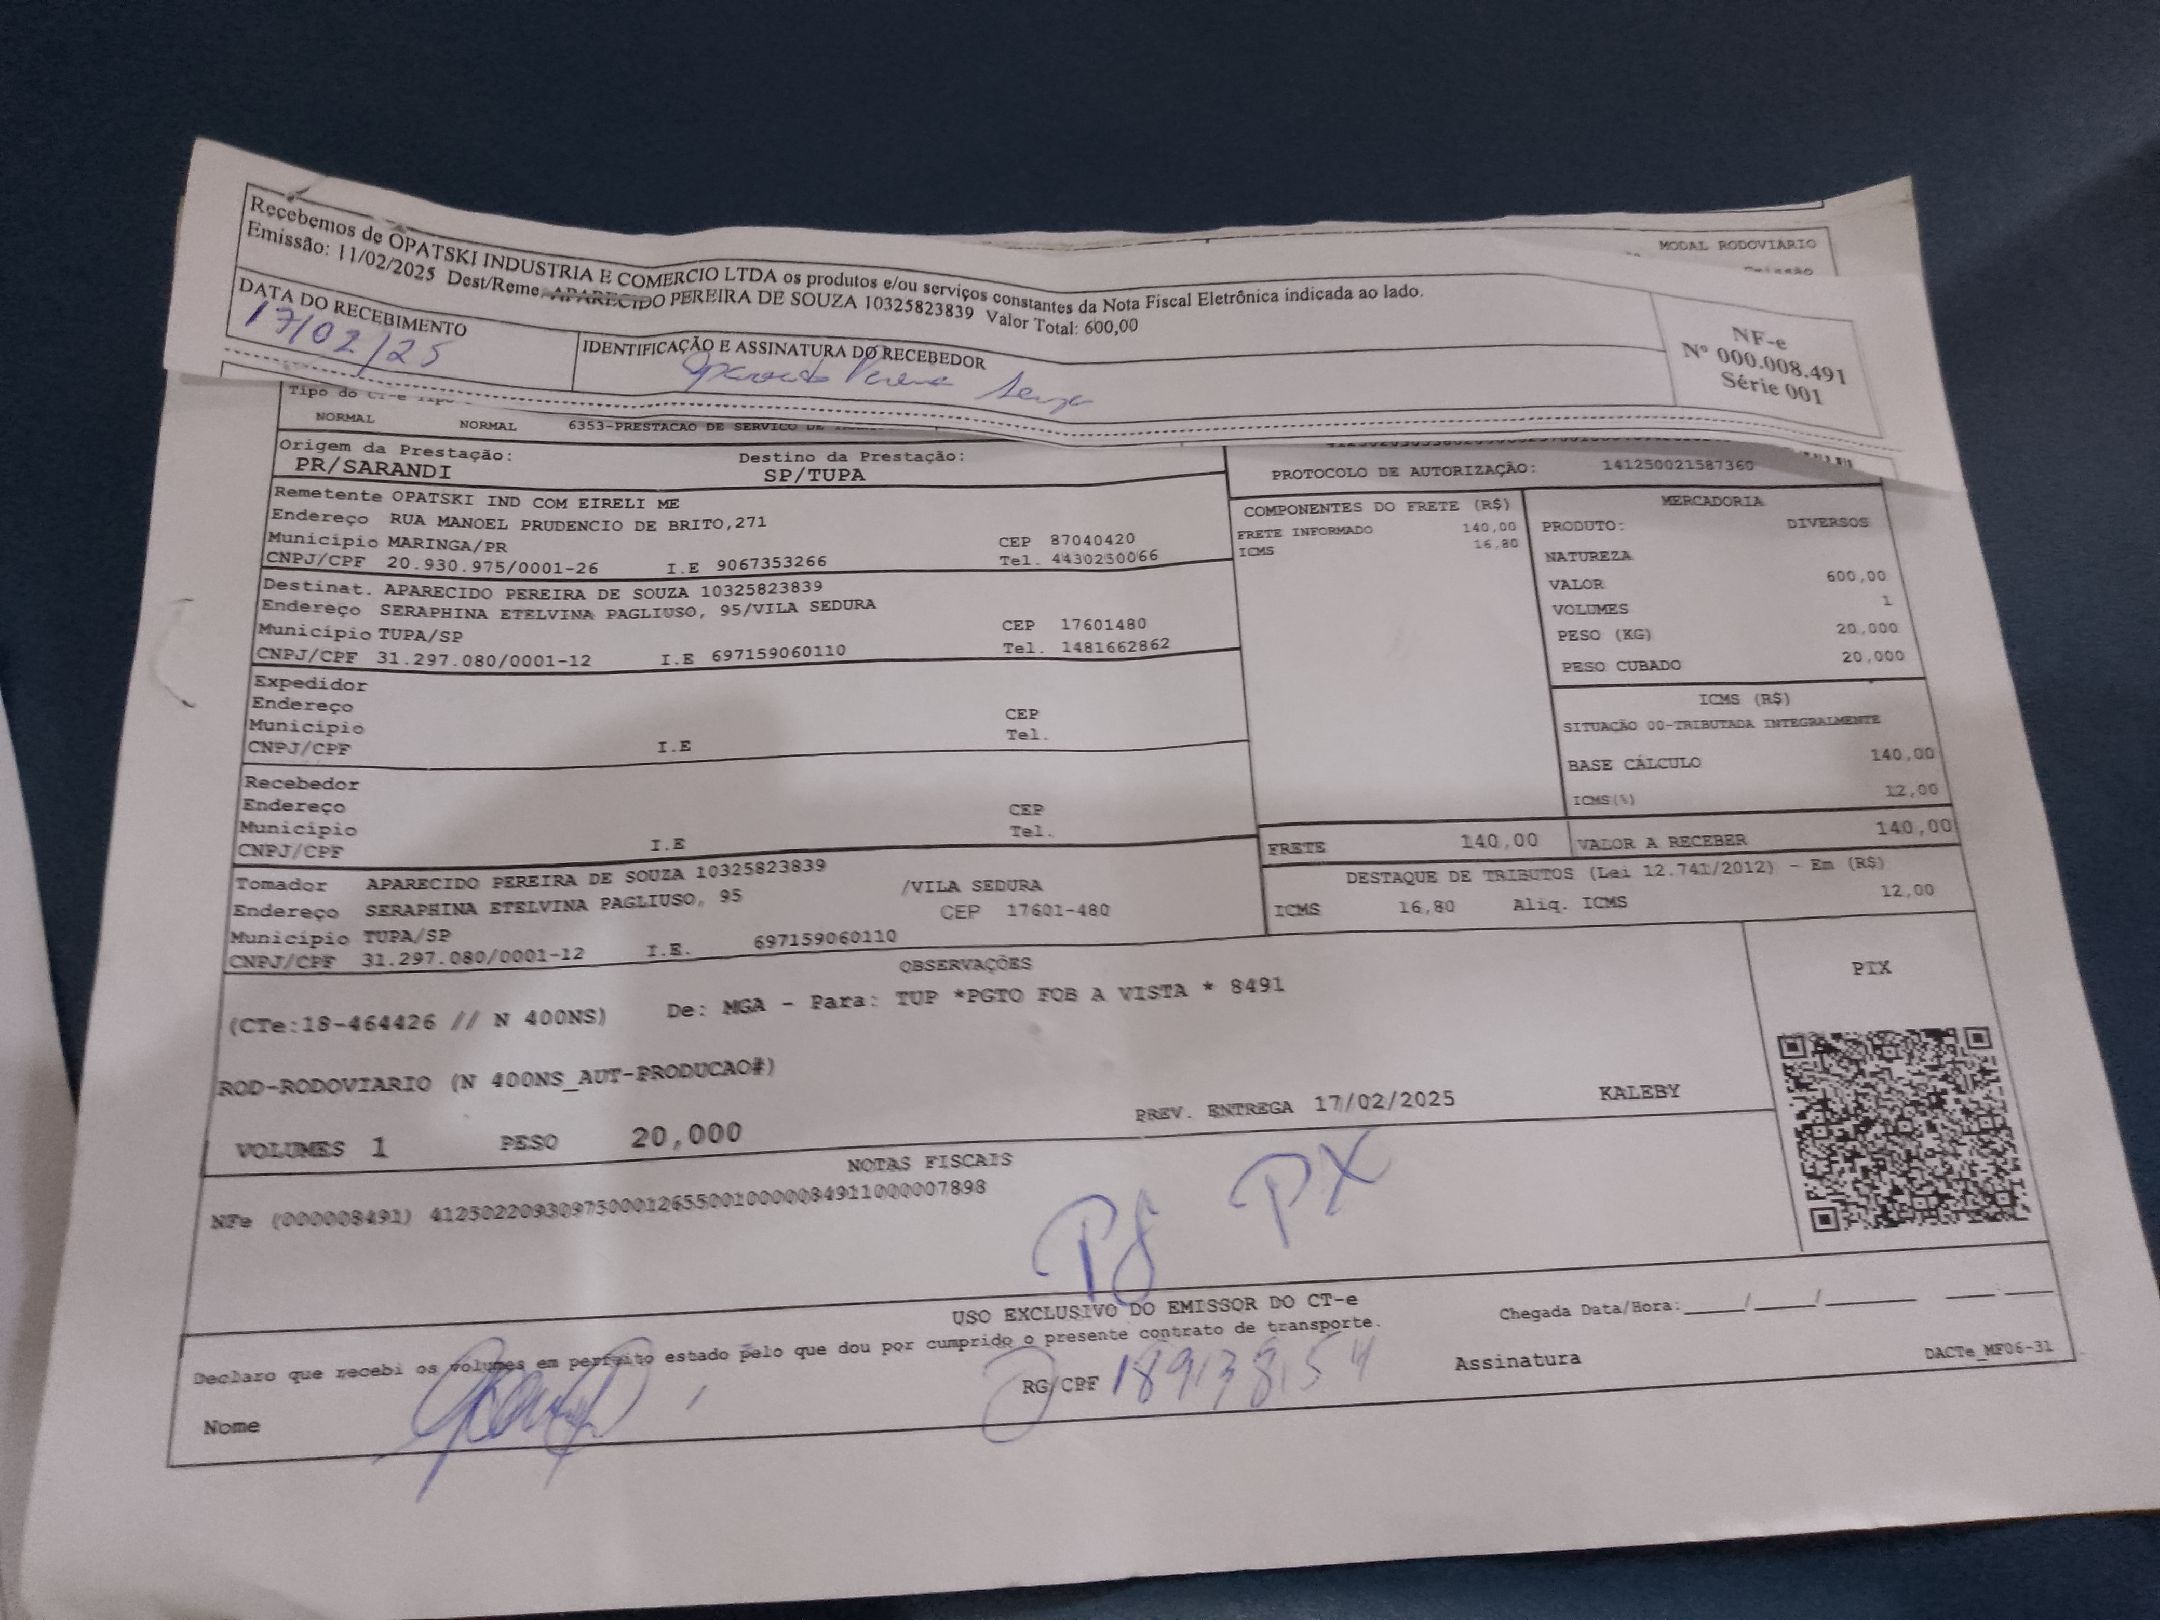 Recebemos de OPATSKI INDUSTRIA E COMERCIO LTDA os produtos e/ou serviços constantes da Nota Fiscal Eletrônica indicada ao lado.
Emissão: 11/02/2025 Dest/Reme. APARECIDO PEREIRA DE SOUZA 10325823839 Valor Total: 600,00
DATA DO RECEBIMENTO
17/02/25
IDENTIFICAÇÃO E ASSINATURA DO RECEBEDOR
Aparecido Pereira Souza
NF-e
Nº 000.008.491
Série 001
MODAL RODOVIÁRIO
Tipo do CT-e
NORMAL NORMAL 6353-PRESTACAO DE SERVICO DE
Origem da Prestação: Destino da Prestação:
PR/SARANDI SP/TUPA
PROTOCOLO DE AUTORIZAÇÃO: 141250021587360
Remetente OPATSKI IND COM EIRELI ME
Endereço RUA MANOEL PRUDENCIO DE BRITO,271
Município MARINGA/PR CEP 87040420
CNPJ/CPF 20.930.975/0001-26 I.E 9067353266 Tel. 4430250066
Destinat. APARECIDO PEREIRA DE SOUZA 10325823839
Endereço SERAPHINA ETELVINA PAGLIUSO, 95/VILA SEDURA
Município TUPA/SP CEP 17601480
CNPJ/CPF 31.297.080/0001-12 I.E 697159060110 Tel. 1481662862
Expedidor
Endereço
Município CEP
CNPJ/CPF I.E Tel.
Recebedor
Endereço
Município CEP
CNPJ/CPF I.E Tel.
Tomador APARECIDO PEREIRA DE SOUZA 10325823839
Endereço SERAPHINA ETELVINA PAGLIUSO, 95 /VILA SEDURA
Município TUPA/SP CEP 17601-480
CNPJ/CPF 31.297.080/0001-12 I.E. 697159060110
COMPONENTES DO FRETE (R$)
FRETE INFORMADO 140,00
ICMS 16,80
MERCADORIA
PRODUTO: DIVERSOS
NATUREZA
VALOR 600,00
VOLUMES 1
PESO (KG) 20,000
PESO CUBADO 20,000
ICMS (R$)
SITUAÇÃO 00-TRIBUTADA INTEGRALMENTE
BASE CÁLCULO 140,00
ICMS(%) 12,00
FRETE 140,00 VALOR A RECEBER 140,00
DESTAQUE DE TRIBUTOS (Lei 12.741/2012) - Em (R$)
ICMS 16,80 Aliq. ICMS 12,00
OBSERVAÇÕES
(CTe:18-464426 // N 400NS) De: MGA - Para: TUP *PGTO FOB A VISTA * 8491
PIX
ROD-RODOVIARIO (N 400NS_AUT-PRODUCAO#)
PREV. ENTREGA 17/02/2025 KALEBY
VOLUMES 1 PESO 20,000
NOTAS FISCAIS
NFe (000008491) 41250220930975000126550010000084911000007898
PG PX
USO EXCLUSIVO DO EMISSOR DO CT-e
Chegada Data/Hora:____/____/______ ___:___
Declaro que recebi os volumes em perfeito estado pelo que dou por cumprido o presente contrato de transporte.
Nome RG/CPF 189138154 Assinatura
DACTe_MF06-31